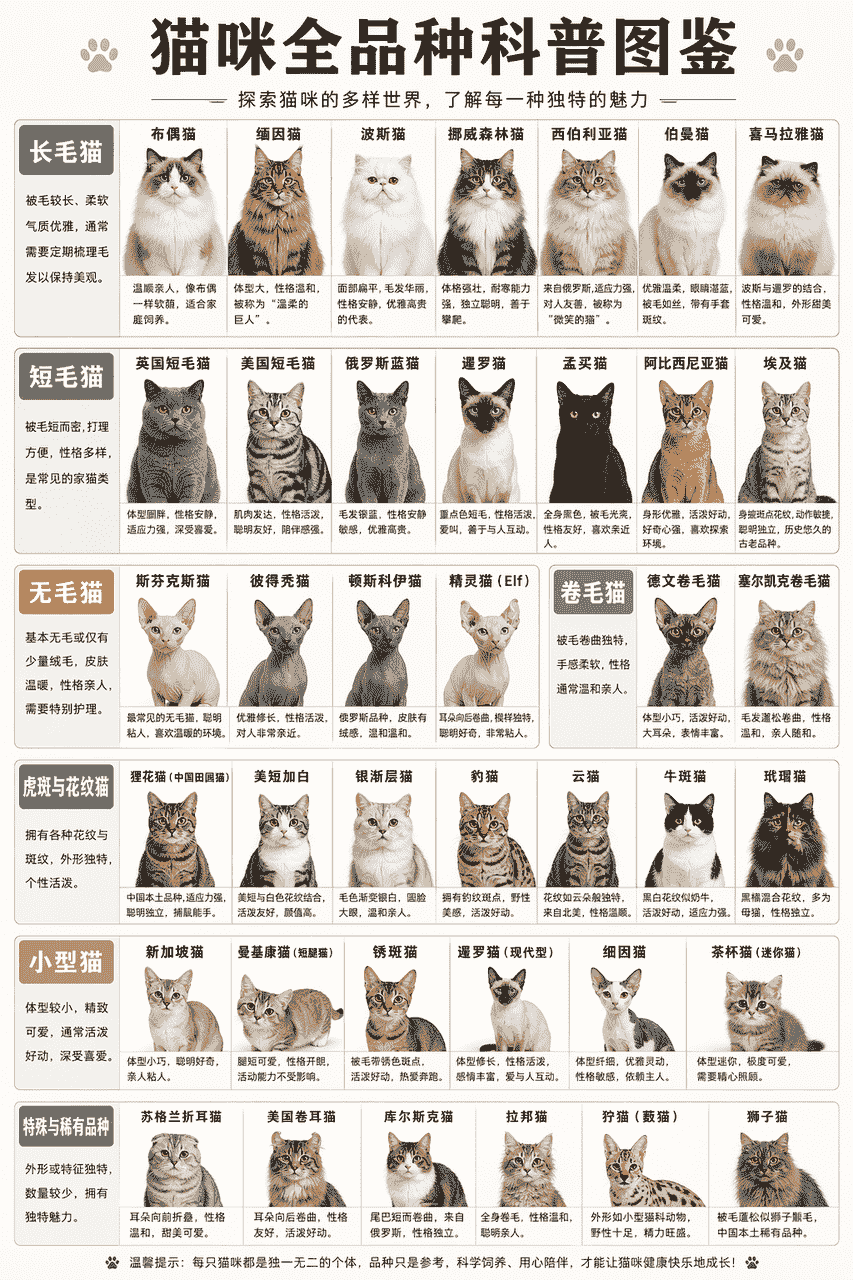 猫咪全品种科普图鉴
探索猫咪的多样世界，了解每一种独特的魅力
长毛猫
被毛较长、柔软
气质优雅，通常
需要定期梳理毛
发以保持美观。
布偶猫
温顺亲人，像布偶
一样软萌，适合家
庭饲养。
缅因猫
体型大，性格温和，
被称为“温柔的
巨人”。
波斯猫
面部扁平，毛发华丽，
性格安静，优雅高贵
的代表。
挪威森林猫
体格强壮，耐寒能力
强，独立聪明，善于
攀爬。
西伯利亚猫
来自俄罗斯,适应力强,
对人友善，被称为
“微笑的猫”。
伯曼猫
优雅温柔，眼睛湛蓝，
被毛如丝，带有手套
斑纹。
喜马拉雅猫
波斯与暹罗的结合，
性格温和，外形甜美
可爱。
短毛猫
被毛短而密,打理
方便，性格多样，
是常见的家猫类
型。
英国短毛猫
体型圆胖，性格安静，
适应力强，深受喜爱。
美国短毛猫
肌肉发达，性格活泼，
聪明友好，陪伴感强。
俄罗斯蓝猫
毛发银蓝，性格安静
敏感，优雅高贵。
暹罗猫
重点色短毛，性格活泼，
爱叫，善于与人互动。
孟买猫
全身黑色，被毛光亮，
性格友好，喜欢亲近
人。
阿比西尼亚猫
身形优雅，活泼好动，
好奇心强，喜欢探索
环境。
埃及猫
身披斑点花纹,动作敏捷,
聪明独立，历史悠久的
古老品种。
无毛猫
基本无毛或仅有
少量绒毛，皮肤
温暖，性格亲人，
需要特别护理。
斯芬克斯猫
最常见的无毛猫，聪明
粘人，喜欢温暖的环境。
彼得秃猫
优雅修长，性格活泼，
对人非常亲近。
顿斯科伊猫
俄罗斯品种，皮肤有
绒感，温和温和。
精灵猫（Elf）
耳朵向后卷曲，模样独特，
聪明好奇，非常粘人。
卷毛猫
被毛卷曲独特，
手感柔软，性格
通常温和亲人。
德文卷毛猫
体型小巧，活泼好动，
大耳朵，表情丰富。
塞尔凯克卷毛猫
毛发蓬松卷曲，性格
温和，亲人随和。
虎斑与花纹猫
拥有各种花纹与
斑纹，外形独特，
个性活泼。
狸花猫（中国田园猫）
中国本土品种,适应力强,
聪明独立，捕鼠能手。
美短加白
美短与白色花纹结合，
活泼友好，颜值高。
银渐层猫
毛色渐变银白，圆脸
大眼，温和亲人。
豹猫
拥有豹纹斑点，野性
美感，活泼好动。
云猫
花纹如云朵般独特，
来自北美，性格温顺。
牛斑猫
黑白花纹似奶牛，
活泼好动，适应力强。
玳瑁猫
黑橘混合花纹，多为
母猫，性格独立。
小型猫
体型较小，精致
可爱，通常活泼
好动，深受喜爱。
新加坡猫
体型小巧，聪明好奇，
亲人粘人。
曼基康猫（短腿猫）
腿短可爱，性格开朗，
活动能力不受影响。
锈斑猫
被毛带锈色斑点，
活泼好动，热爱奔跑。
暹罗猫（现代型）
体型修长，性格活泼，
感情丰富，爱与人互动。
细因猫
体型纤细，优雅灵动，
性格敏感，依赖主人。
茶杯猫（迷你猫）
体型迷你，极度可爱，
需要精心照顾。
特殊与稀有品种
外形或特征独特，
数量较少，拥有
独特魅力。
苏格兰折耳猫
耳朵向前折叠，性格
温和，甜美可爱。
美国卷耳猫
耳朵向后卷曲，性格
友好，活泼好动。
库尔斯克猫
尾巴短而卷曲，来自
俄罗斯，性格独立。
拉邦猫
全身卷毛，性格温和，
聪明亲人。
狞猫（薮猫）
外形如小型猫科动物，
野性十足，精力旺盛。
狮子猫
被毛蓬松似狮子鬃毛，
中国本土稀有品种。
温馨提示：每只猫咪都是独一无二的个体，品种只是参考，科学饲养、用心陪伴，才能让猫咪健康快乐地成长！